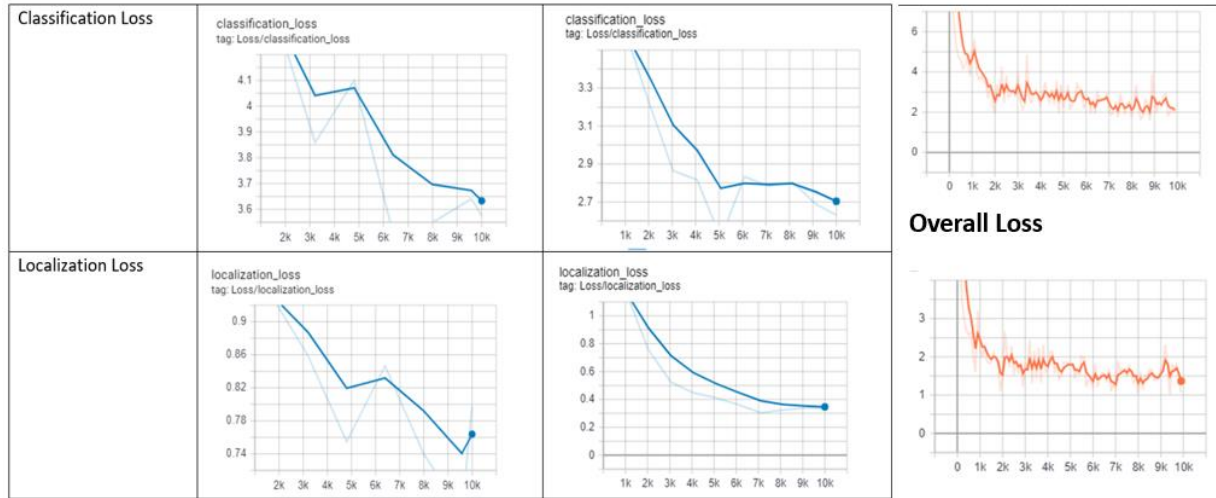 Classification Loss
classification_loss
tag: Loss/classification_loss
4.1
4
3.9
3.8
3.7
3.6
2k 3k 4k 5k 6k 7k 8k 9k 10k
classification_loss
tag: Loss/classification_loss
3.3
3.1
2.9
2.7
1k 2k 3k 4k 5k 6k 7k 8k 9k 10k
6
4
2
0
0 1k 2k 3k 4k 5k 6k 7k 8k 9k 10k
Overall Loss
Localization Loss
localization_loss
tag: Loss/localization_loss
0.9
0.86
0.82
0.78
0.74
2k 3k 4k 5k 6k 7k 8k 9k 10k
localization_loss
tag: Loss/localization_loss
1
0.8
0.6
0.4
0.2
0
1k 2k 3k 4k 5k 6k 7k 8k 9k 10k
3
2
1
0
0 1k 2k 3k 4k 5k 6k 7k 8k 9k 10k